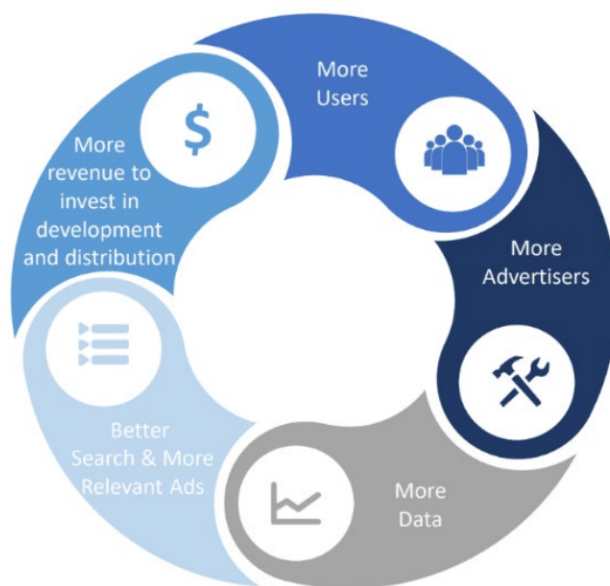 More
Users
More
Advertisers
More
Data
Better
Search & More
Relevant Ads
More
revenue to
invest in
development
and distribution
$